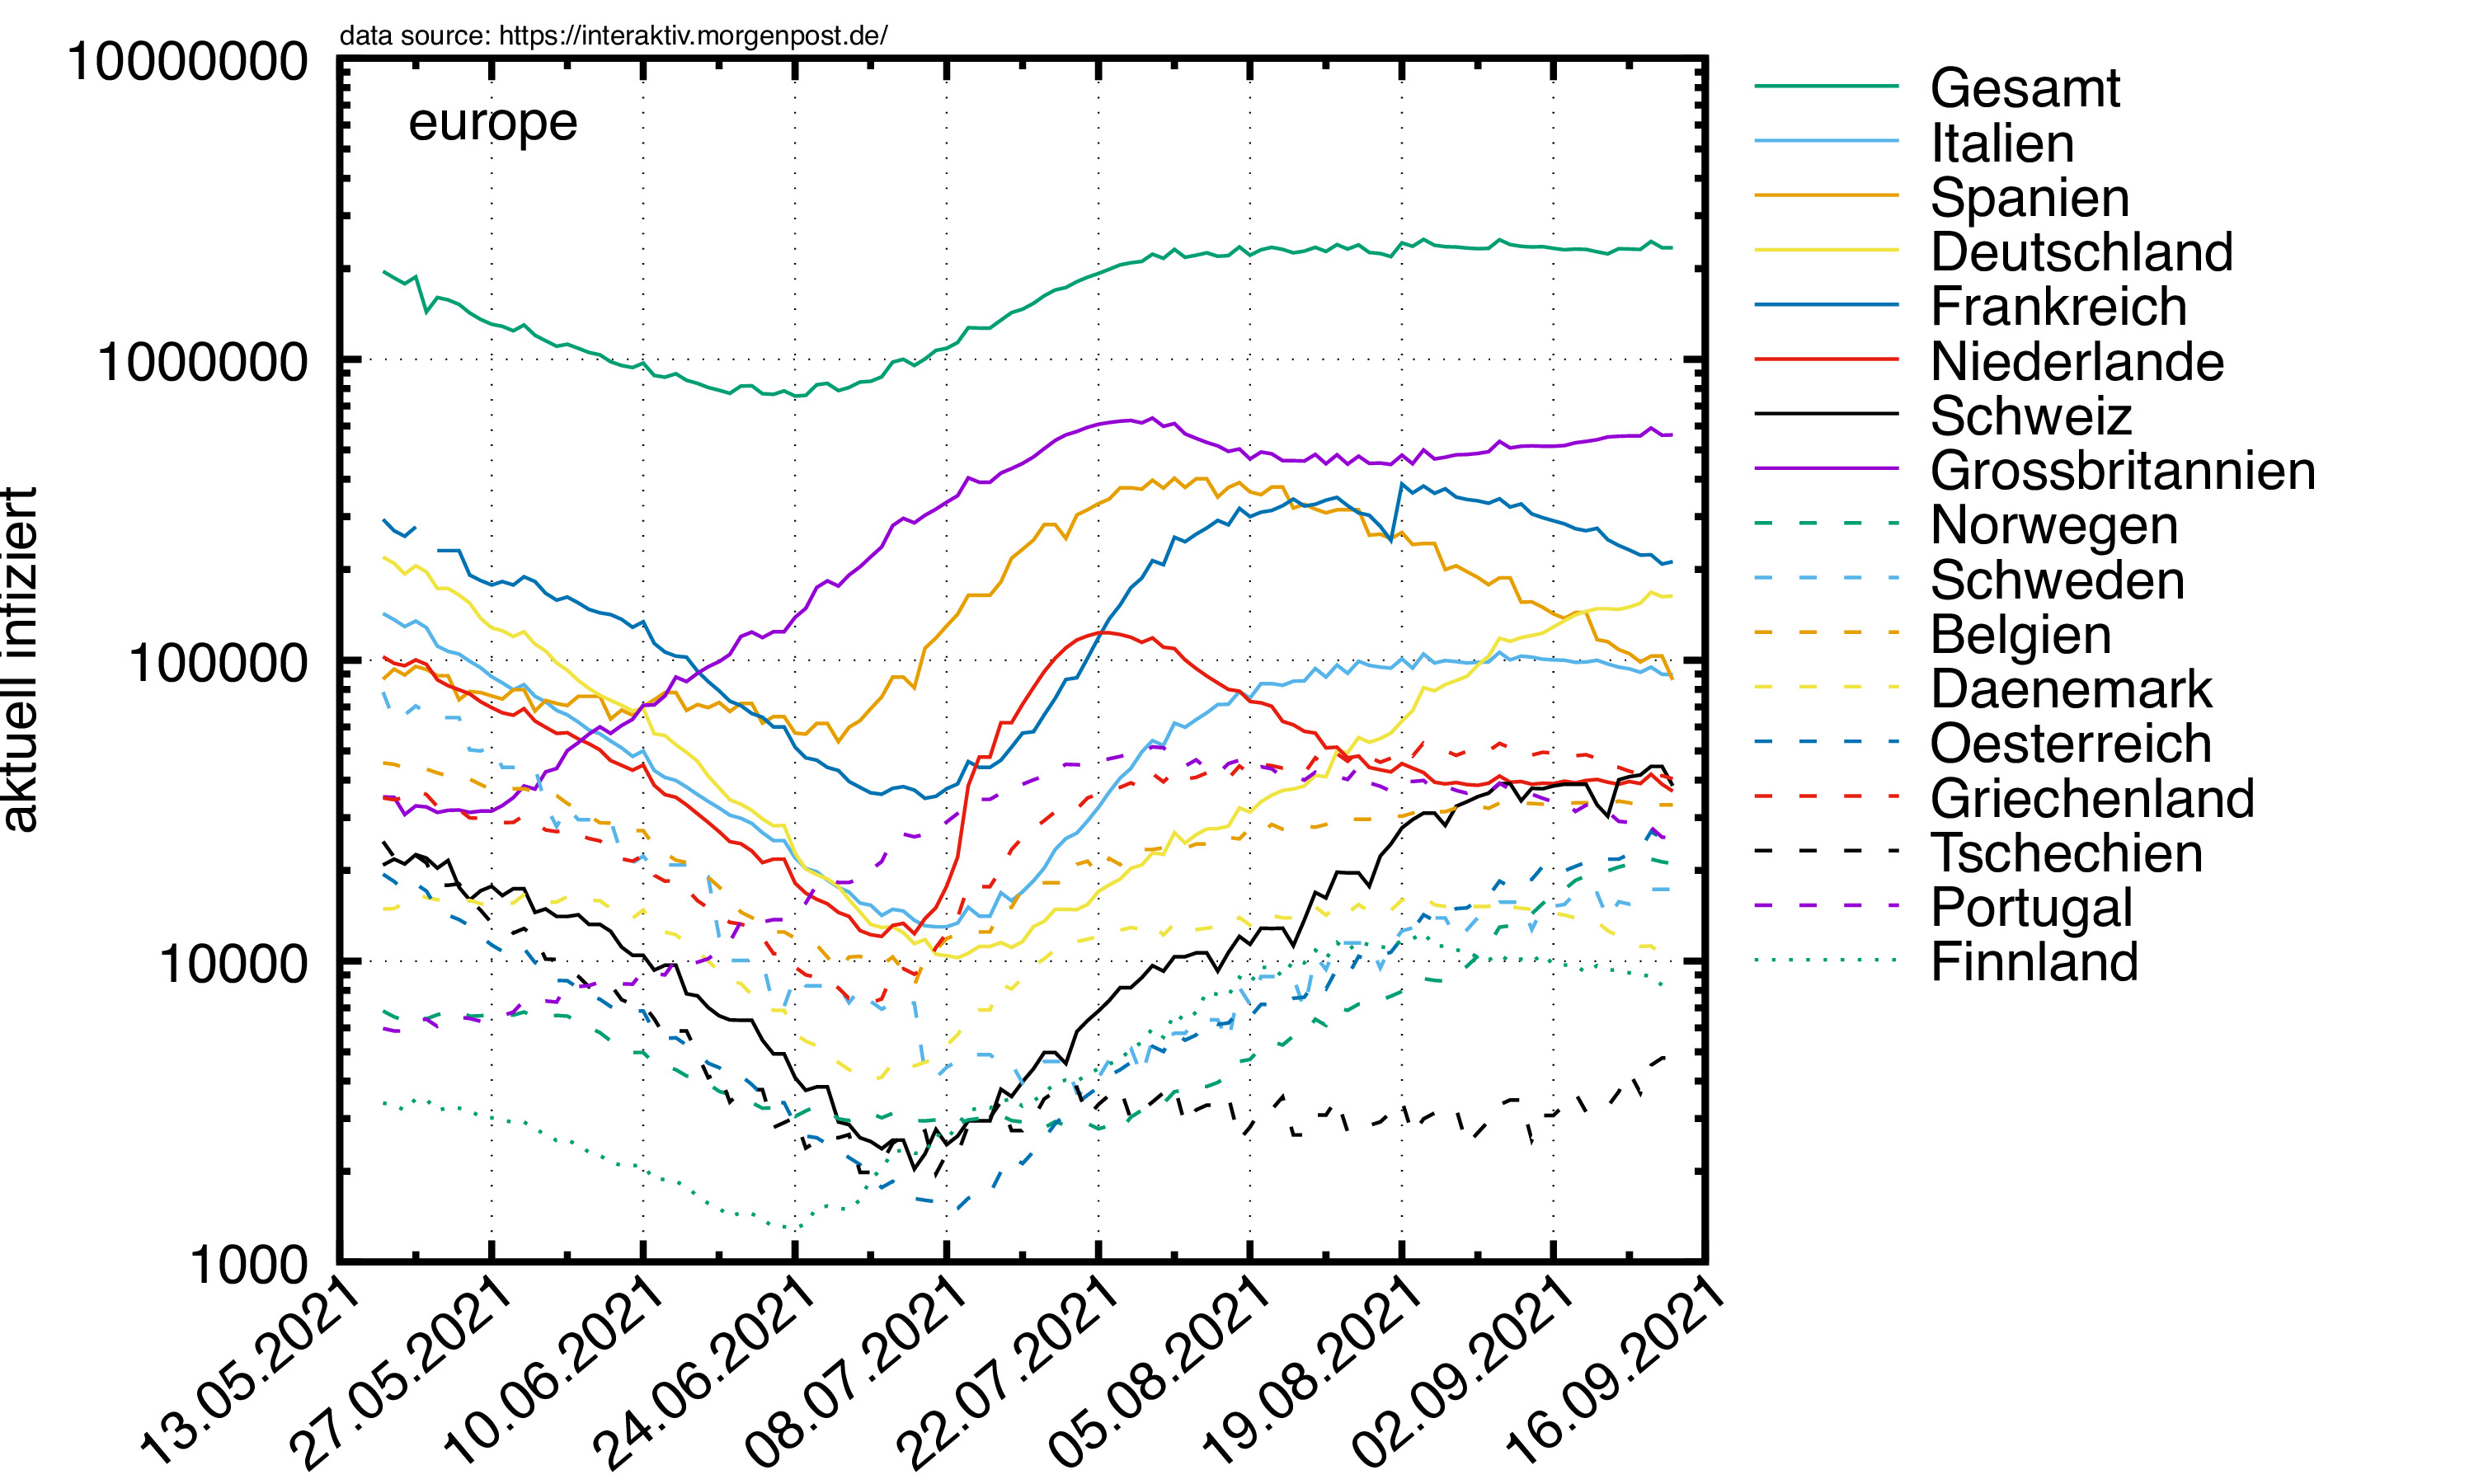 data source: https://interaktiv.morgenpost.de/
europe
aktuell infiziert
10000000
1000000
100000
10000
1000
13.05.2021
27.05.2021
10.06.2021
24.06.2021
08.07.2021
22.07.2021
05.08.2021
19.08.2021
02.09.2021
16.09.2021
Gesamt
Italien
Spanien
Deutschland
Frankreich
Niederlande
Schweiz
Grossbritannien
Norwegen
Schweden
Belgien
Daenemark
Oesterreich
Griechenland
Tschechien
Portugal
Finnland